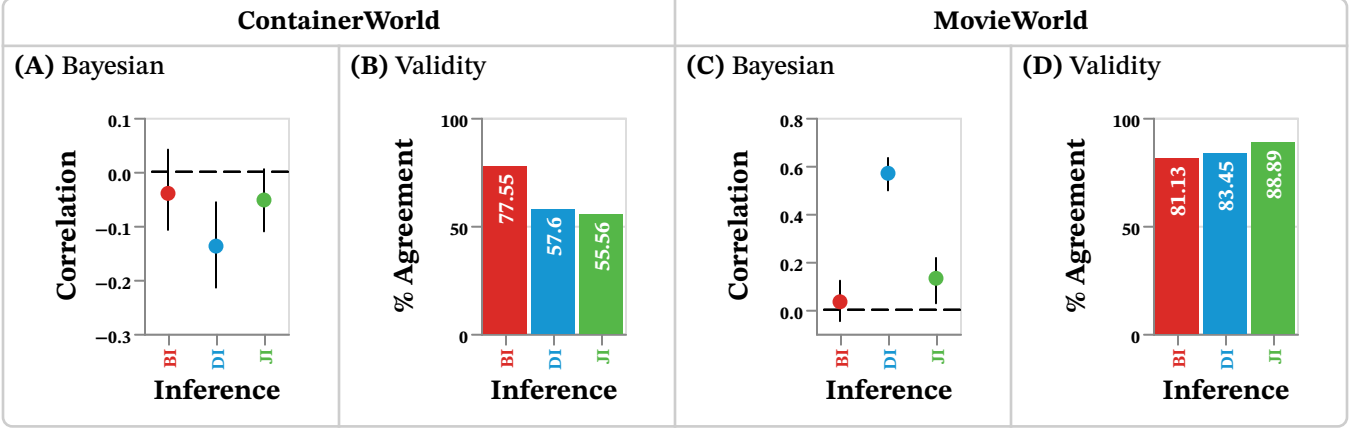 ContainerWorld
MovieWorld
(A) Bayesian
(B) Validity
(C) Bayesian
(D) Validity
Correlation
0.1
0.0
−0.1
−0.2
−0.3
BI
DI
JI
Inference
% Agreement
100
50
0
77.55
57.6
55.56
BI
DI
JI
Inference
Correlation
0.8
0.6
0.4
0.2
0.0
BI
DI
JI
Inference
% Agreement
100
50
0
81.13
83.45
88.89
BI
DI
JI
Inference